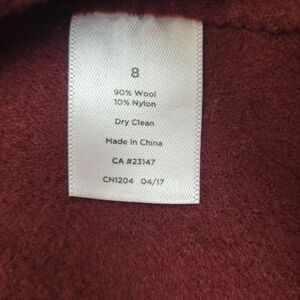 8
90% Wool
10% Nylon
Dry Clean
Made In China
CA #23147
CN1204 04/17